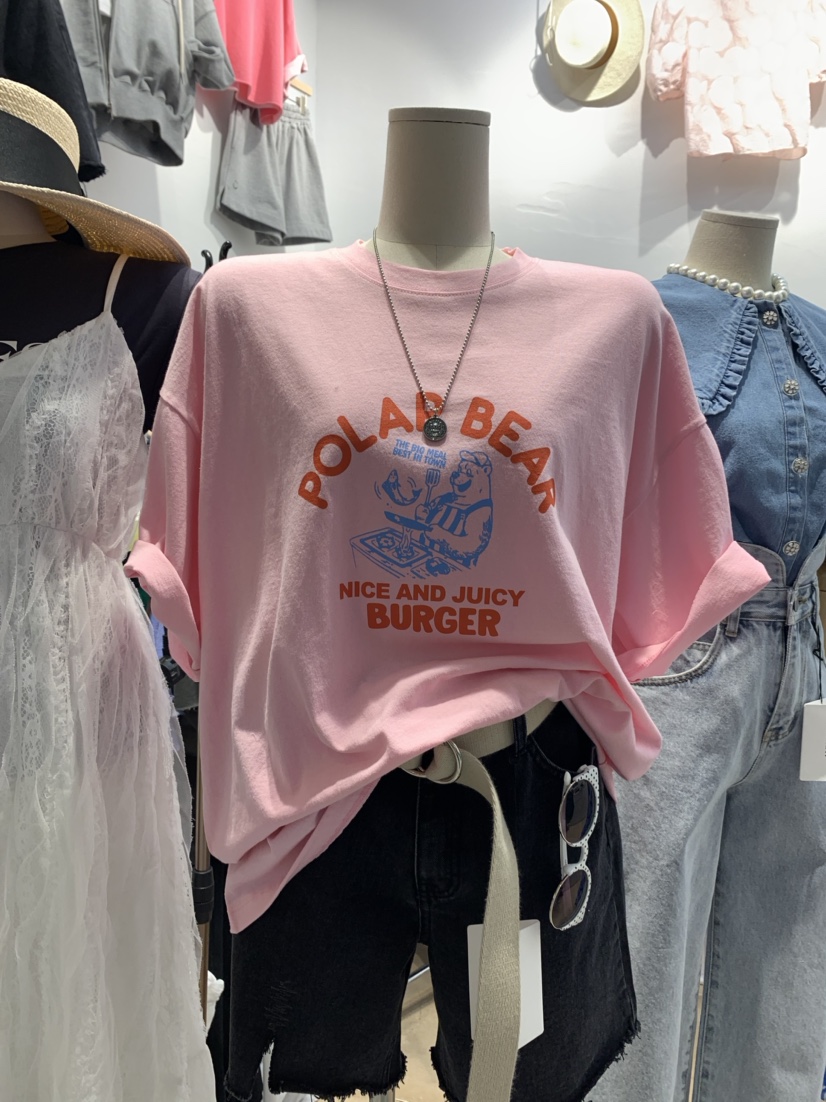 POLAR BEAR
THE BIG MEAL
BEST IN TOWN
NICE AND JUICY
BURGER